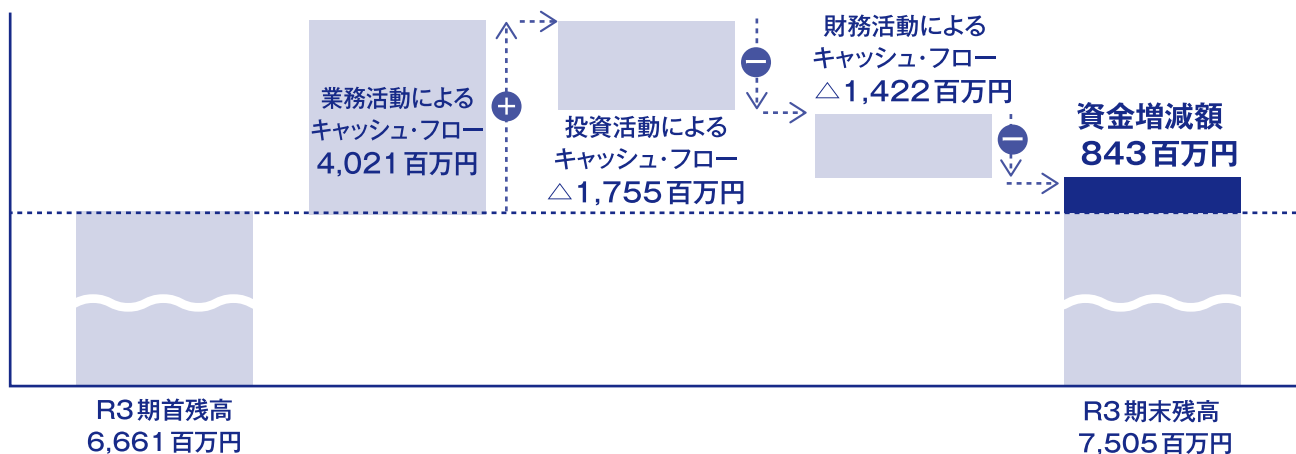 業務活動による
キャッシュ・フロー
4,021百万円
投資活動による
キャッシュ・フロー
△1,755百万円
財務活動による
キャッシュ・フロー
△1,422百万円
資金増減額
843百万円
R3期首残高
6,661百万円
R3期末残高
7,505百万円